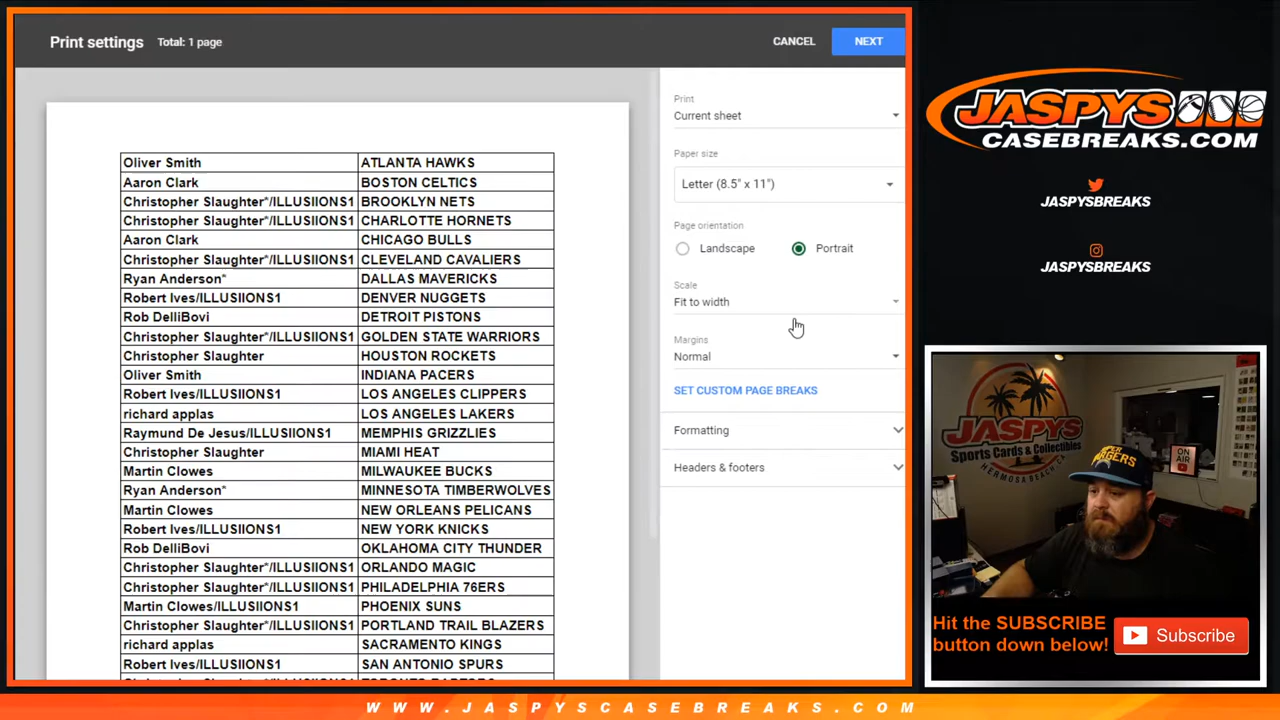 Print settings Total: 1 page
CANCEL NEXT
Oliver Smith ATLANTA HAWKS
Aaron Clark BOSTON CELTICS
Christopher Slaughter*/ILLUSIIONS1 BROOKLYN NETS
Christopher Slaughter*/ILLUSIIONS1 CHARLOTTE HORNETS
Aaron Clark CHICAGO BULLS
Christopher Slaughter*/ILLUSIIONS1 CLEVELAND CAVALIERS
Ryan Anderson* DALLAS MAVERICKS
Robert Ives/ILLUSIIONS1 DENVER NUGGETS
Rob DelliBovi DETROIT PISTONS
Christopher Slaughter*/ILLUSIIONS1 GOLDEN STATE WARRIORS
Christopher Slaughter HOUSTON ROCKETS
Oliver Smith INDIANA PACERS
Robert Ives/ILLUSIIONS1 LOS ANGELES CLIPPERS
richard applas LOS ANGELES LAKERS
Raymund De Jesus/ILLUSIIONS1 MEMPHIS GRIZZLIES
Christopher Slaughter MIAMI HEAT
Martin Clowes MILWAUKEE BUCKS
Ryan Anderson* MINNESOTA TIMBERWOLVES
Martin Clowes NEW ORLEANS PELICANS
Robert Ives/ILLUSIIONS1 NEW YORK KNICKS
Rob DelliBovi OKLAHOMA CITY THUNDER
Christopher Slaughter*/ILLUSIIONS1 ORLANDO MAGIC
Christopher Slaughter*/ILLUSIIONS1 PHILADELPHIA 76ERS
Martin Clowes/ILLUSIIONS1 PHOENIX SUNS
Christopher Slaughter*/ILLUSIIONS1 PORTLAND TRAIL BLAZERS
richard applas SACRAMENTO KINGS
Robert Ives/ILLUSIIONS1 SAN ANTONIO SPURS
Print
Current sheet
Paper size
Letter (8.5" x 11")
Page orientation
Landscape Portrait
Scale
Fit to width
Margins
Normal
SET CUSTOM PAGE BREAKS
Formatting
Headers & footers
JASPYS
CASEBREAKS.COM
JASPYSBREAKS
JASPYSBREAKS
JASPYS
Sports Cards & Collectibles
HERMOSA BEACH, CA
ON
AIR
Hit the SUBSCRIBE
button down below!
Subscribe
WWW.JASPYSCASEBREAKS.COM